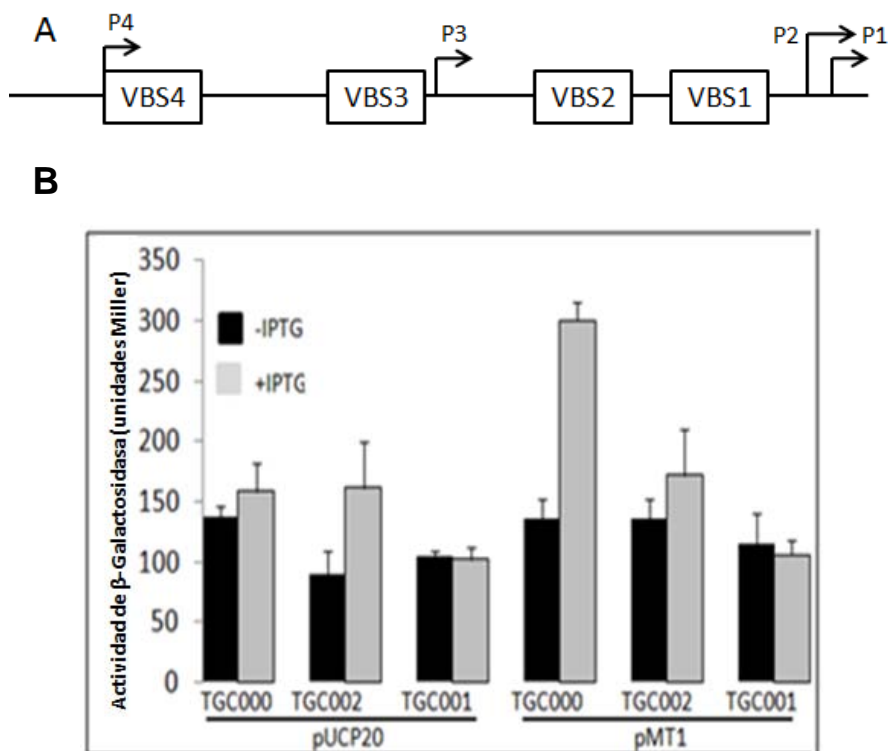 A
P4
P3
P2
P1
VBS4
VBS3
VBS2
VBS1
B
Actividad de β-Galactosidasa (unidades Miller)
350
300
250
200
150
100
50
0
-IPTG
+IPTG
TGC000 TGC002 TGC001 TGC000 TGC002 TGC001
pUCP20 pMT1